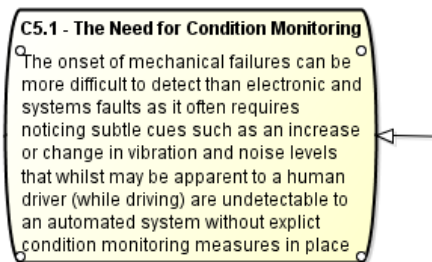 C5.1 - The Need for Condition Monitoring
The onset of mechanical failures can be
more difficult to detect than electronic and
systems faults as it often requires
noticing subtle cues such as an increase
or change in vibration and noise levels
that whilst may be apparent to a human
driver (while driving) are undetectable to
an automated system without explict
condition monitoring measures in place